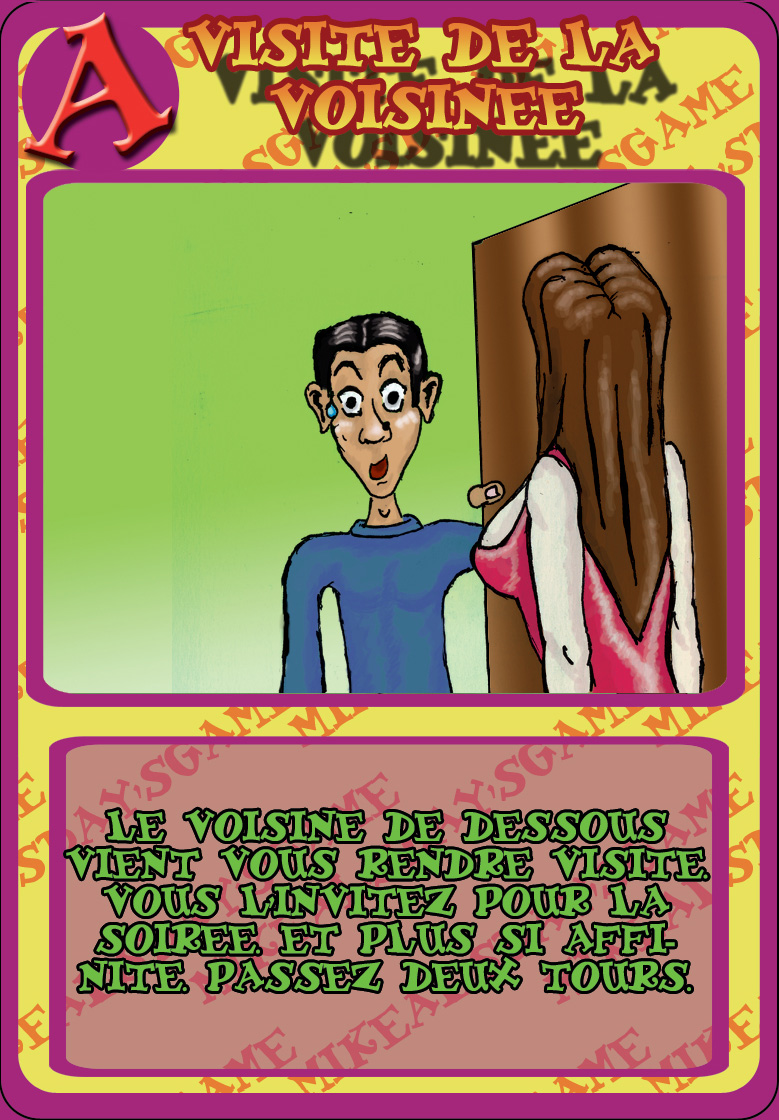 A
VISITE DE LA
VOISINEE
LE VOISINE DE DESSOUS
VIENT VOUS RENDRE VISITE.
VOUS L'INVITEZ POUR LA
SOIREE. ET PLUS SI AFFI-
NITE. PASSEZ DEUX TOURS.